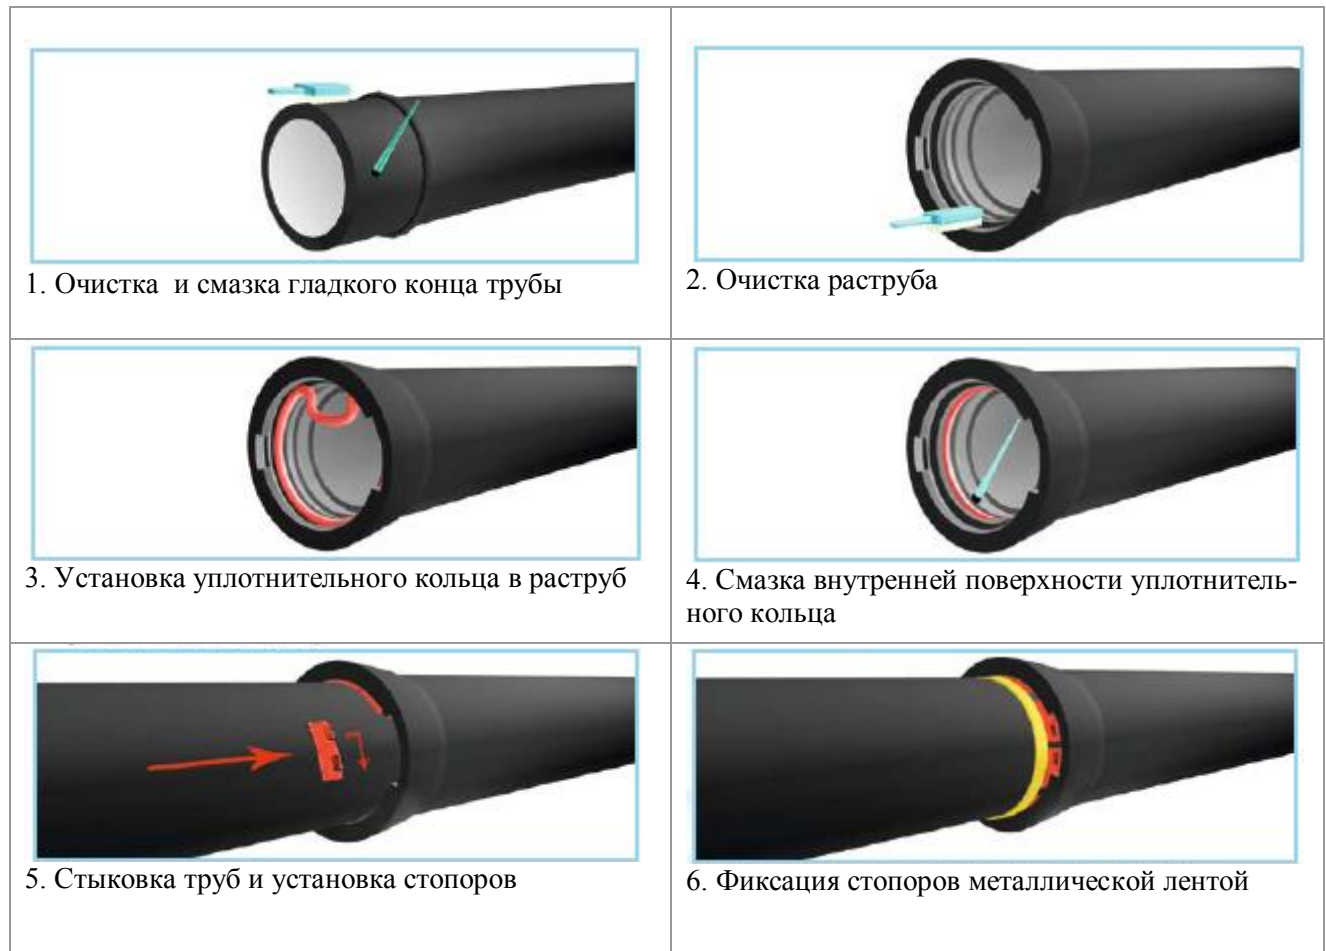 1. Очистка и смазка гладкого конца трубы
2. Очистка раструба
3. Установка уплотнительного кольца в раструб
4. Смазка внутренней поверхности уплотнитель-
ного кольца
5. Стыковка труб и установка стопоров
6. Фиксация стопоров металлической лентой